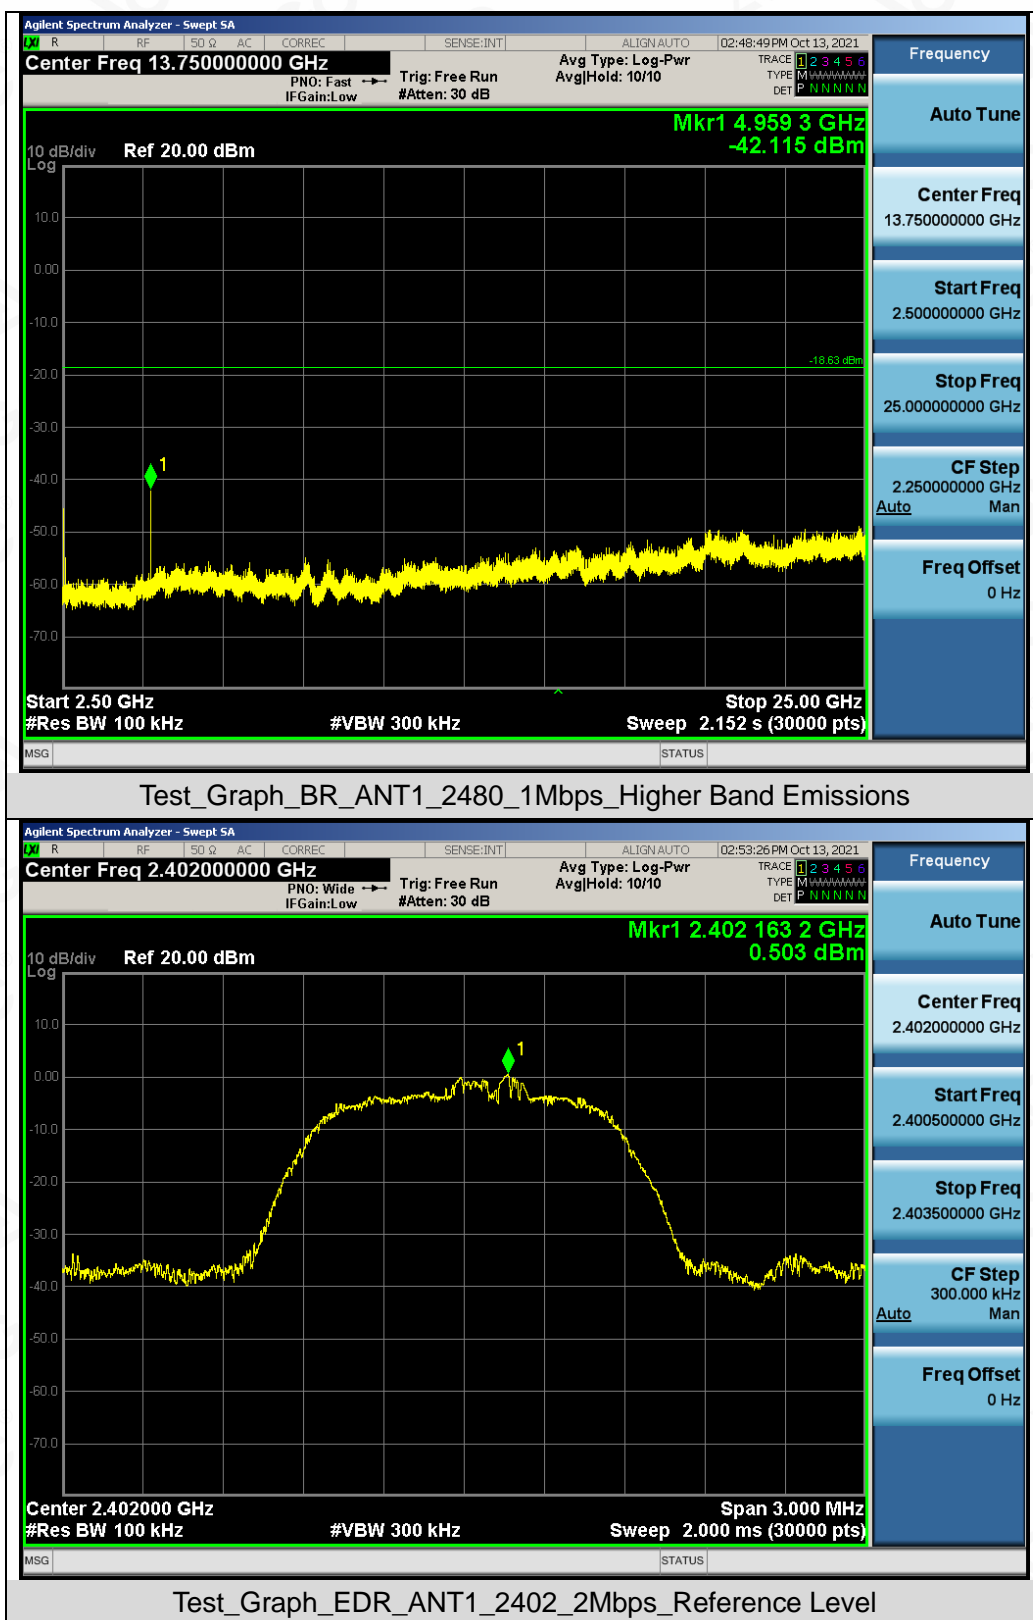 Agilent Spectrum Analyzer - Swept SA
LXI R RF 50 Ω AC CORREC SENSE:INT ALIGN AUTO 02:48:49 PM Oct 13, 2021
Center Freq 13.750000000 GHz
PNO: Fast
IFGain:Low
Trig: Free Run
#Atten: 30 dB
Avg Type: Log-Pwr
Avg|Hold: 10/10
TRACE 1 2 3 4 5 6
TYPE M W W W W W
DET P N N N N N
Mkr1 4.959 3 GHz
-42.115 dBm
10 dB/div Ref 20.00 dBm
Log
10.0
0.00
-10.0
-18.63 dBm
-20.0
-30.0
1
-40.0
-50.0
-60.0
-70.0
Start 2.50 GHz Stop 25.00 GHz
#Res BW 100 kHz #VBW 300 kHz Sweep 2.152 s (30000 pts)
MSG STATUS
Frequency
Auto Tune
Center Freq
13.750000000 GHz
Start Freq
2.500000000 GHz
Stop Freq
25.000000000 GHz
CF Step
2.250000000 GHz
Auto Man
Freq Offset
0 Hz
Test_Graph_BR_ANT1_2480_1Mbps_Higher Band Emissions
Agilent Spectrum Analyzer - Swept SA
LXI R RF 50 Ω AC CORREC SENSE:INT ALIGN AUTO 02:53:26 PM Oct 13, 2021
Center Freq 2.402000000 GHz
PNO: Wide
IFGain:Low
Trig: Free Run
#Atten: 30 dB
Avg Type: Log-Pwr
Avg|Hold: 10/10
TRACE 1 2 3 4 5 6
TYPE M W W W W W
DET P N N N N N
Mkr1 2.402 163 2 GHz
0.503 dBm
10 dB/div Ref 20.00 dBm
Log
10.0
1
0.00
-10.0
-20.0
-30.0
-40.0
-50.0
-60.0
-70.0
Center 2.402000 GHz Span 3.000 MHz
#Res BW 100 kHz #VBW 300 kHz Sweep 2.000 ms (30000 pts)
MSG STATUS
Frequency
Auto Tune
Center Freq
2.402000000 GHz
Start Freq
2.400500000 GHz
Stop Freq
2.403500000 GHz
CF Step
300.000 kHz
Auto Man
Freq Offset
0 Hz
Test_Graph_EDR_ANT1_2402_2Mbps_Reference Level